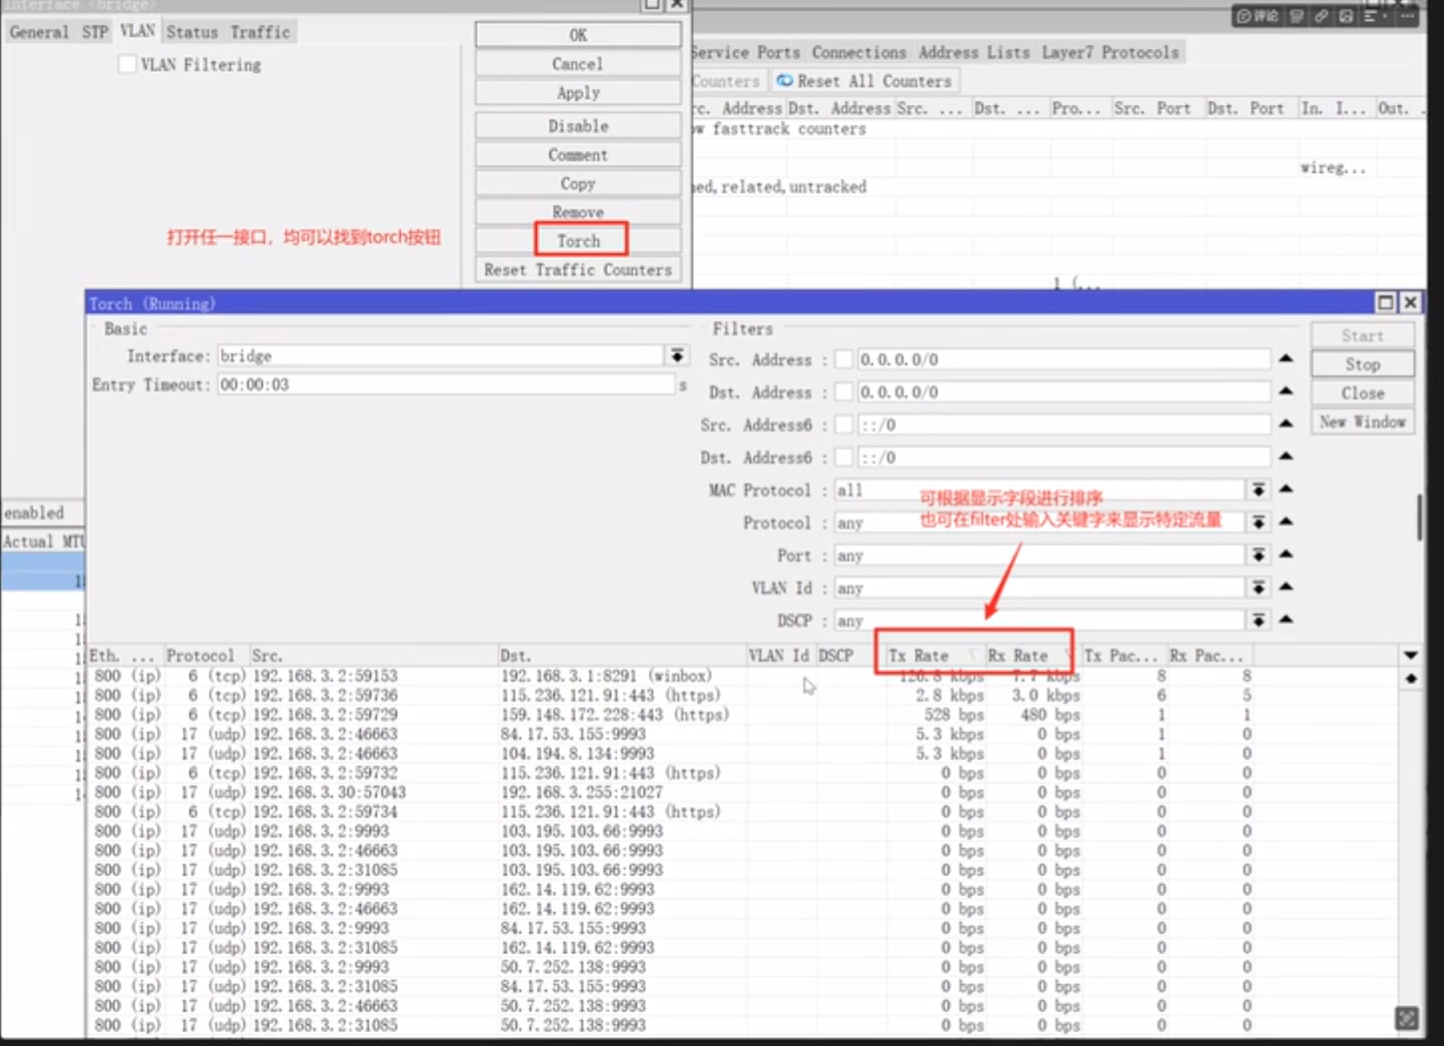 Interface <bridge>
General STP VLAN Status Traffic
VLAN Filtering
OK
Cancel
Apply
Disable
Comment
Copy
Remove
Torch
Reset Traffic Counters
打开任一接口，均可以找到torch按钮
评论
Service Ports Connections Address Lists Layer7 Protocols
Counters Reset All Counters
rc. Address Dst. Address Src. ... Dst. ... Pro... Src. Port Dst. Port In. I... Out. .
ow fasttrack counters
wireg...
ned,related,untracked
1 (...
enabled
Actual MTU
Torch (Running)
Basic
Interface: bridge
Entry Timeout: 00:00:03 s
Filters
Src. Address : 0.0.0.0/0
Dst. Address : 0.0.0.0/0
Src. Address6 : ::/0
Dst. Address6 : ::/0
MAC Protocol : all
Protocol : any
Port : any
VLAN Id : any
DSCP : any
Start
Stop
Close
New Window
可根据显示字段进行排序
也可在filter处输入关键字来显示特定流量
Eth. ... Protocol Src. Dst. VLAN Id DSCP Tx Rate Rx Rate Tx Pac... Rx Pac...
800 (ip) 6 (tcp) 192.168.3.2:59153 192.168.3.1:8291 (winbox) kbps 7.7 kbps 8 8
800 (ip) 6 (tcp) 192.168.3.2:59736 115.236.121.91:443 (https) 2.8 kbps 3.0 kbps 6 5
800 (ip) 6 (tcp) 192.168.3.2:59729 159.148.172.228:443 (https) 528 bps 480 bps 1 1
800 (ip) 17 (udp) 192.168.3.2:46663 84.17.53.155:9993 5.3 kbps 0 bps 1 0
800 (ip) 17 (udp) 192.168.3.2:46663 104.194.8.134:9993 5.3 kbps 0 bps 1 0
800 (ip) 6 (tcp) 192.168.3.2:59732 115.236.121.91:443 (https) 0 bps 0 bps 0 0
800 (ip) 17 (udp) 192.168.3.30:57043 192.168.3.255:21027 0 bps 0 bps 0 0
800 (ip) 6 (tcp) 192.168.3.2:59734 115.236.121.91:443 (https) 0 bps 0 bps 0 0
800 (ip) 17 (udp) 192.168.3.2:9993 103.195.103.66:9993 0 bps 0 bps 0 0
800 (ip) 17 (udp) 192.168.3.2:46663 103.195.103.66:9993 0 bps 0 bps 0 0
800 (ip) 17 (udp) 192.168.3.2:31085 103.195.103.66:9993 0 bps 0 bps 0 0
800 (ip) 17 (udp) 192.168.3.2:9993 162.14.119.62:9993 0 bps 0 bps 0 0
800 (ip) 17 (udp) 192.168.3.2:46663 162.14.119.62:9993 0 bps 0 bps 0 0
800 (ip) 17 (udp) 192.168.3.2:9993 84.17.53.155:9993 0 bps 0 bps 0 0
800 (ip) 17 (udp) 192.168.3.2:31085 162.14.119.62:9993 0 bps 0 bps 0 0
800 (ip) 17 (udp) 192.168.3.2:9993 50.7.252.138:9993 0 bps 0 bps 0 0
800 (ip) 17 (udp) 192.168.3.2:31085 84.17.53.155:9993 0 bps 0 bps 0 0
800 (ip) 17 (udp) 192.168.3.2:46663 50.7.252.138:9993 0 bps 0 bps 0 0
800 (ip) 17 (udp) 192.168.3.2:31085 50.7.252.138:9993 0 bps 0 bps 0 0